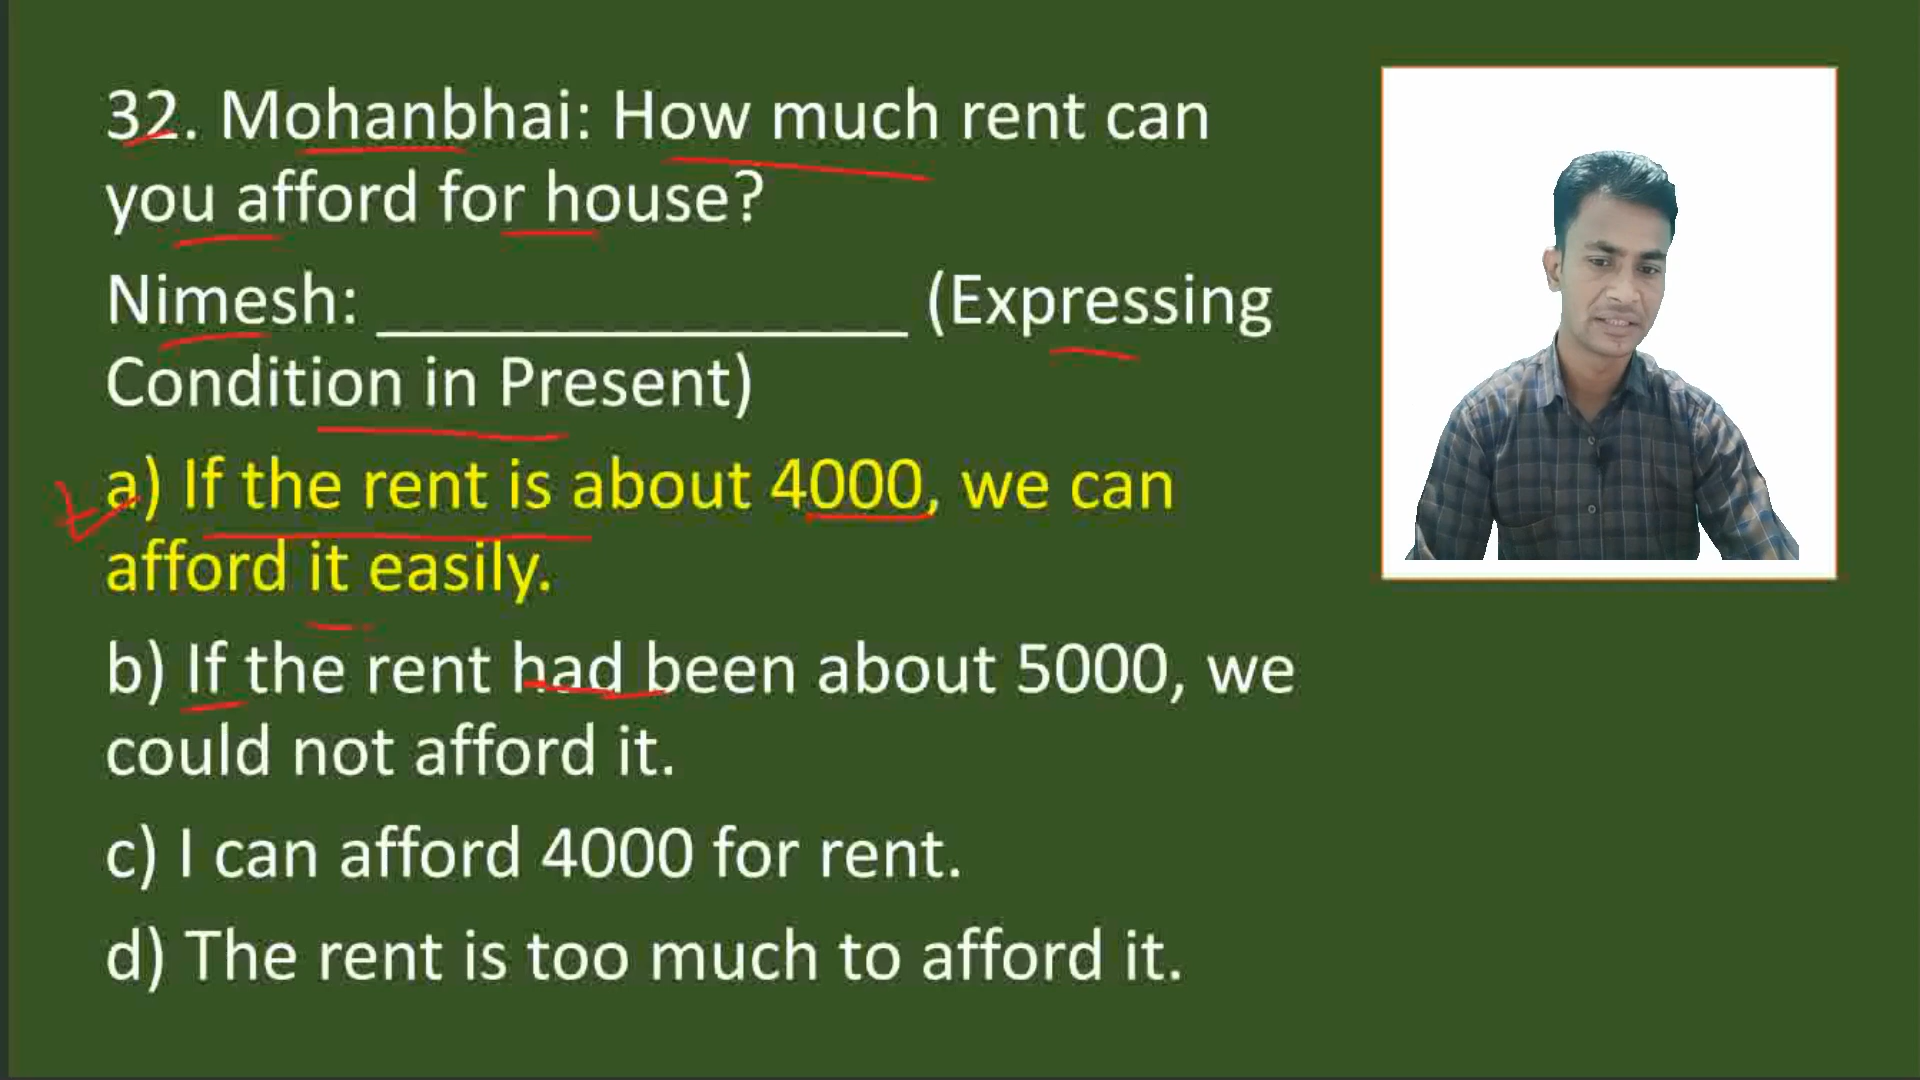 32. Mohanbhai: How much rent can
you afford for house?
Nimesh: ________________ (Expressing
Condition in Present)
a) If the rent is about 4000, we can
afford it easily.
b) If the rent had been about 5000, we
could not afford it.
c) I can afford 4000 for rent.
d) The rent is too much to afford it.